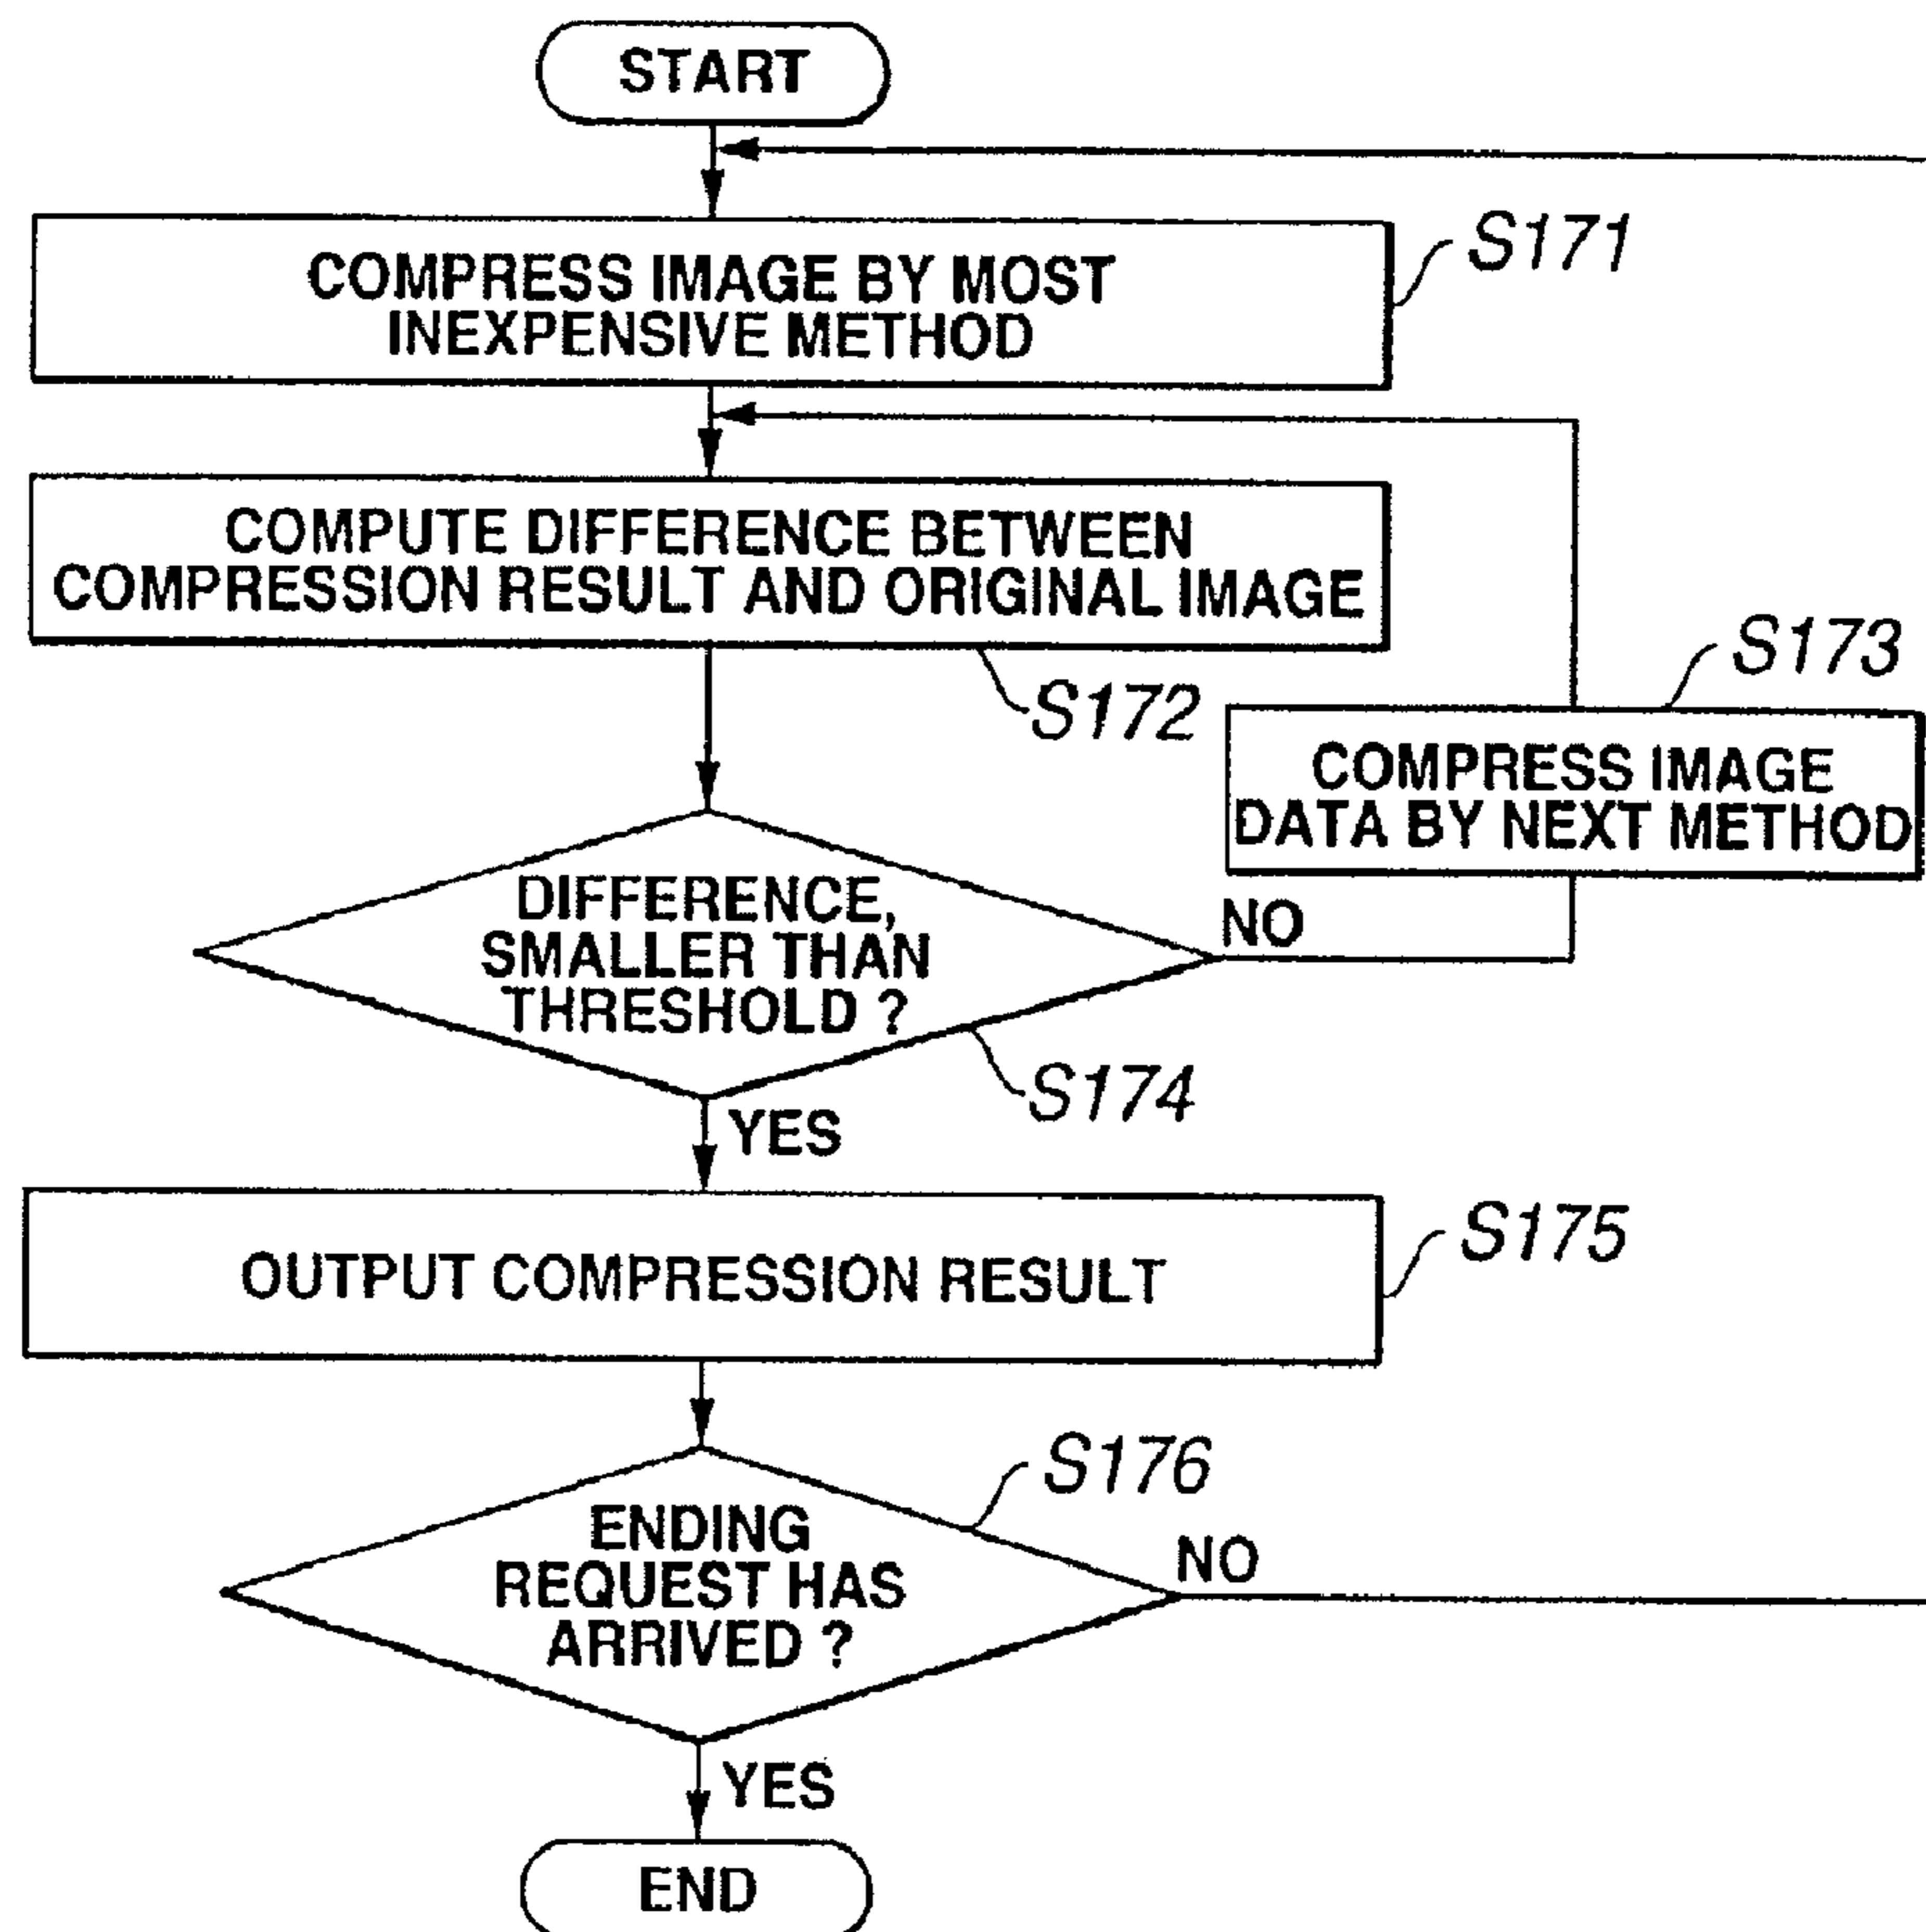 START
COMPRESS IMAGE BY MOST
INEXPENSIVE METHOD
S171
COMPUTE DIFFERENCE BETWEEN
COMPRESSION RESULT AND ORIGINAL IMAGE
S172
S173
COMPRESS IMAGE
DATA BY NEXT METHOD
DIFFERENCE,
SMALLER THAN
THRESHOLD ?
NO
S174
YES
OUTPUT COMPRESSION RESULT
S175
S176
ENDING
REQUEST HAS
ARRIVED ?
NO
YES
END